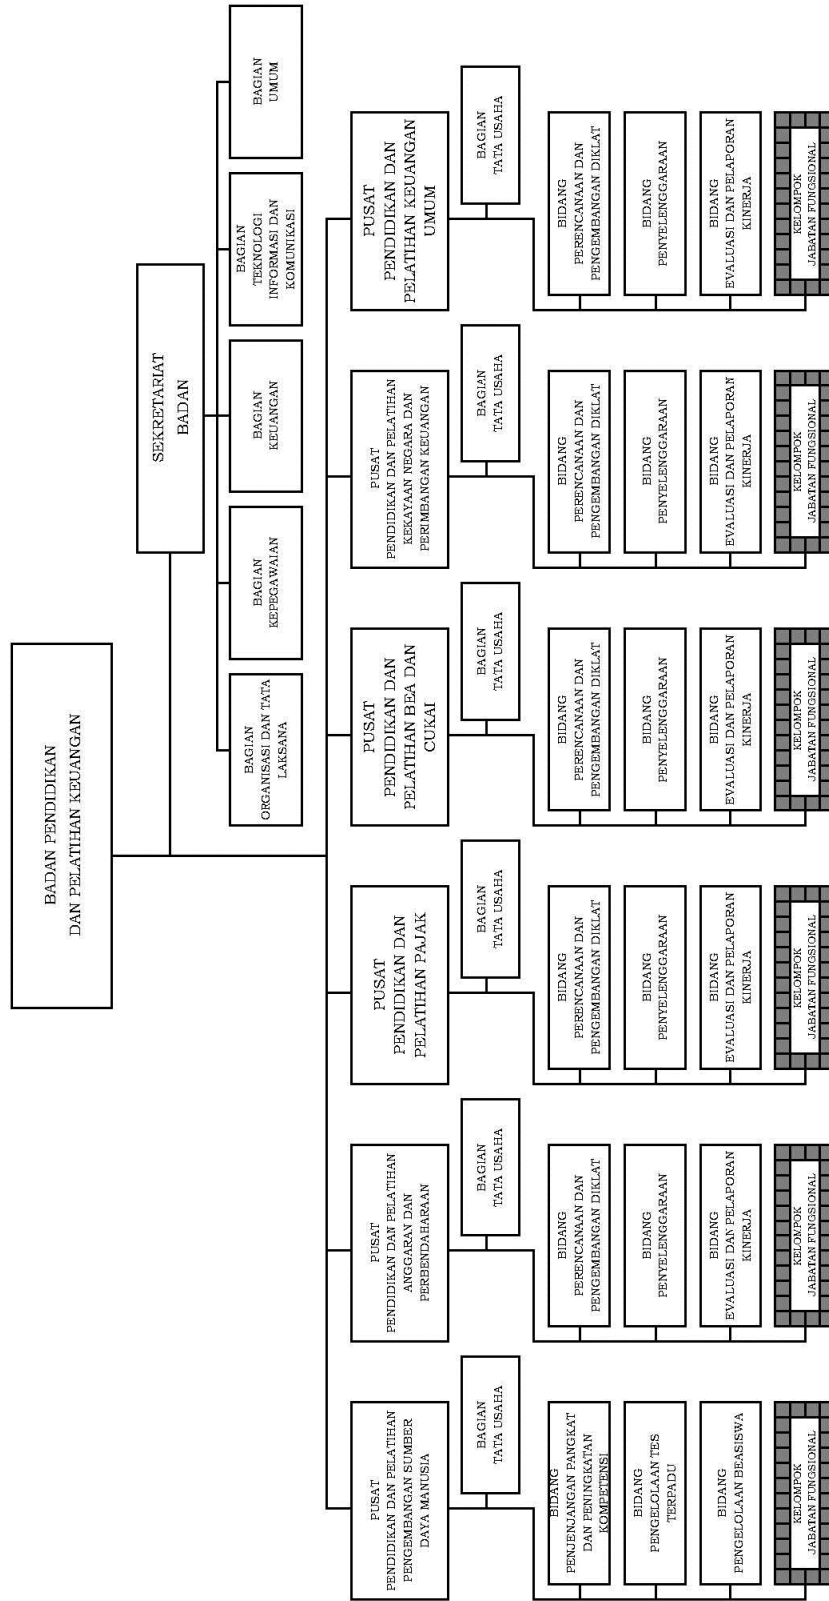 BADAN PENDIDIKAN
DAN PELATIHAN KEUANGAN
SEKRETARIAT
BADAN
BAGIAN
ORGANISASI DAN TATA
LAKSANA
BAGIAN
KEPEGAWAIAN
BAGIAN
KEUANGAN
BAGIAN
TEKNOLOGI
INFORMASI DAN
KOMUNIKASI
BAGIAN
UMUM
PUSAT
PENDIDIKAN DAN PELATIHAN
PENGEMBANGAN SUMBER
DAYA MANUSIA
BAGIAN
TATA USAHA
BIDANG
PENJENJANGAN PANGKAT
DAN PENINGKATAN
KOMPETENSI
BIDANG
PENGELOLAAN TES
TERPADU
BIDANG
PENGELOLAAN BEASISWA
KELOMPOK
JABATAN FUNGSIONAL
PUSAT
PENDIDIKAN DAN PELATIHAN
ANGGARAN DAN
PERBENDAHARAAN
BAGIAN
TATA USAHA
BIDANG
PERENCANAAN DAN
PENGEMBANGAN DIKLAT
BIDANG
PENYELENGGARAAN
BIDANG
EVALUASI DAN PELAPORAN
KINERJA
KELOMPOK
JABATAN FUNGSIONAL
PUSAT
PENDIDIKAN DAN
PELATIHAN PAJAK
BAGIAN
TATA USAHA
BIDANG
PERENCANAAN DAN
PENGEMBANGAN DIKLAT
BIDANG
PENYELENGGARAAN
BIDANG
EVALUASI DAN PELAPORAN
KINERJA
KELOMPOK
JABATAN FUNGSIONAL
PUSAT
PENDIDIKAN DAN
PELATIHAN BEA DAN
CUKAI
BAGIAN
TATA USAHA
BIDANG
PERENCANAAN DAN
PENGEMBANGAN DIKLAT
BIDANG
PENYELENGGARAAN
BIDANG
EVALUASI DAN PELAPORAN
KINERJA
KELOMPOK
JABATAN FUNGSIONAL
PUSAT
PENDIDIKAN DAN PELATIHAN
KEKAYAAN NEGARA DAN
PERIMBANGAN KEUANGAN
BAGIAN
TATA USAHA
BIDANG
PERENCANAAN DAN
PENGEMBANGAN DIKLAT
BIDANG
PENYELENGGARAAN
BIDANG
EVALUASI DAN PELAPORAN
KINERJA
KELOMPOK
JABATAN FUNGSIONAL
PUSAT
PENDIDIKAN DAN
PELATIHAN KEUANGAN
UMUM
BAGIAN
TATA USAHA
BIDANG
PERENCANAAN DAN
PENGEMBANGAN DIKLAT
BIDANG
PENYELENGGARAAN
BIDANG
EVALUASI DAN PELAPORAN
KINERJA
KELOMPOK
JABATAN FUNGSIONAL